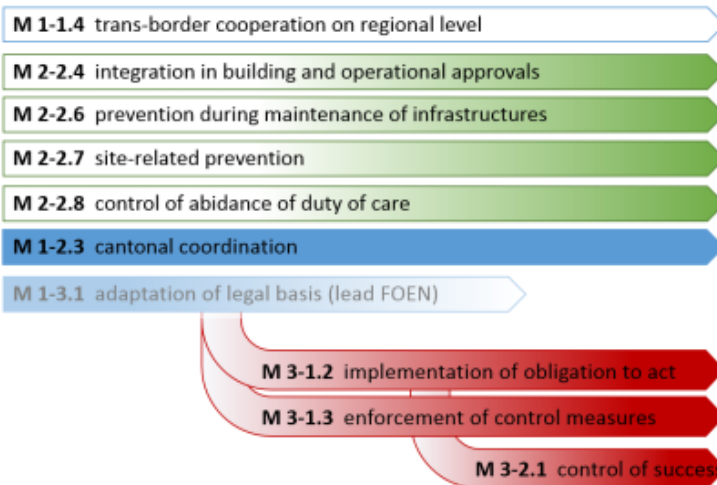 M 1-1.4 trans-border cooperation on regional level
M 2-2.4 integration in building and operational approvals
M 2-2.6 prevention during maintenance of infrastructures
M 2-2.7 site-related prevention
M 2-2.8 control of abidance of duty of care
M 1-2.3 cantonal coordination
M 1-3.1 adaptation of legal basis (lead FOEN)
M 3-1.2 implementation of obligation to act
M 3-1.3 enforcement of control measures
M 3-2.1 control of success